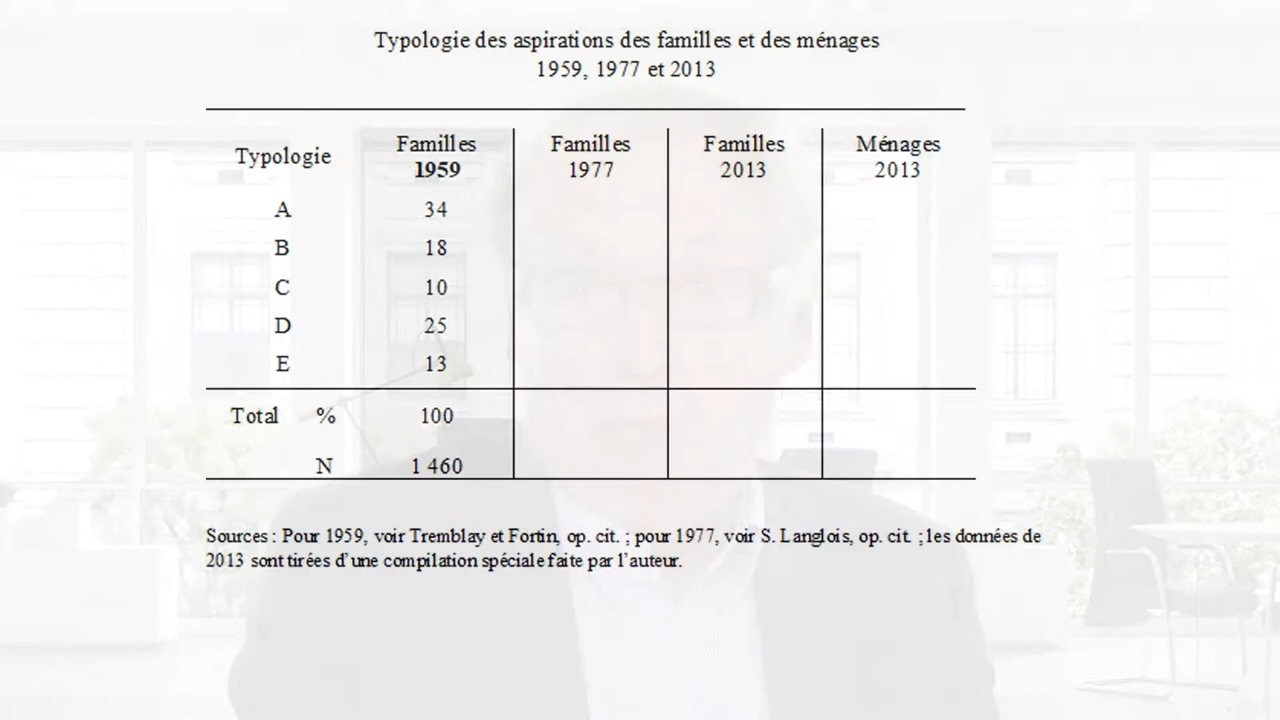 Typologie des aspirations des familles et des ménages
1959, 1977 et 2013
Typologie Familles 1959 Familles 1977 Familles 2013 Ménages 2013
A 34
B 18
C 10
D 25
E 13
Total % 100
N 1 460
Sources : Pour 1959, voir Tremblay et Fortin, op. cit. ; pour 1977, voir S. Langlois, op. cit. ; les données de
2013 sont tirées d’une compilation spéciale faite par l’auteur.